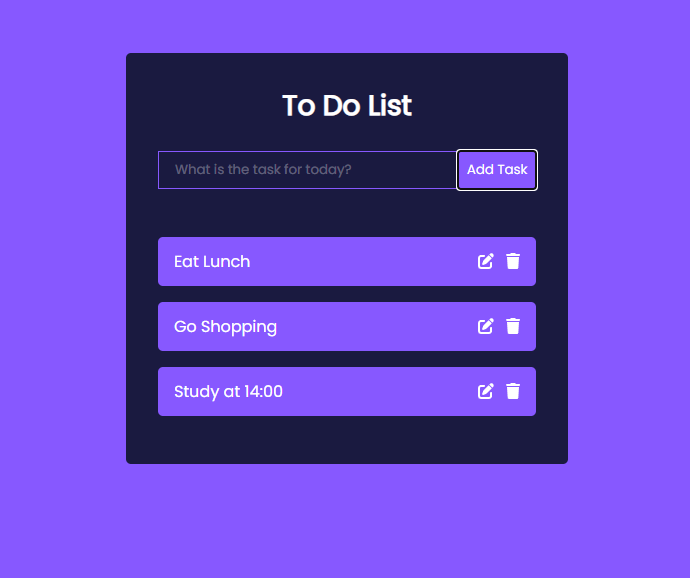 To Do List
What is the task for today?
Add Task
Eat Lunch
Go Shopping
Study at 14:00